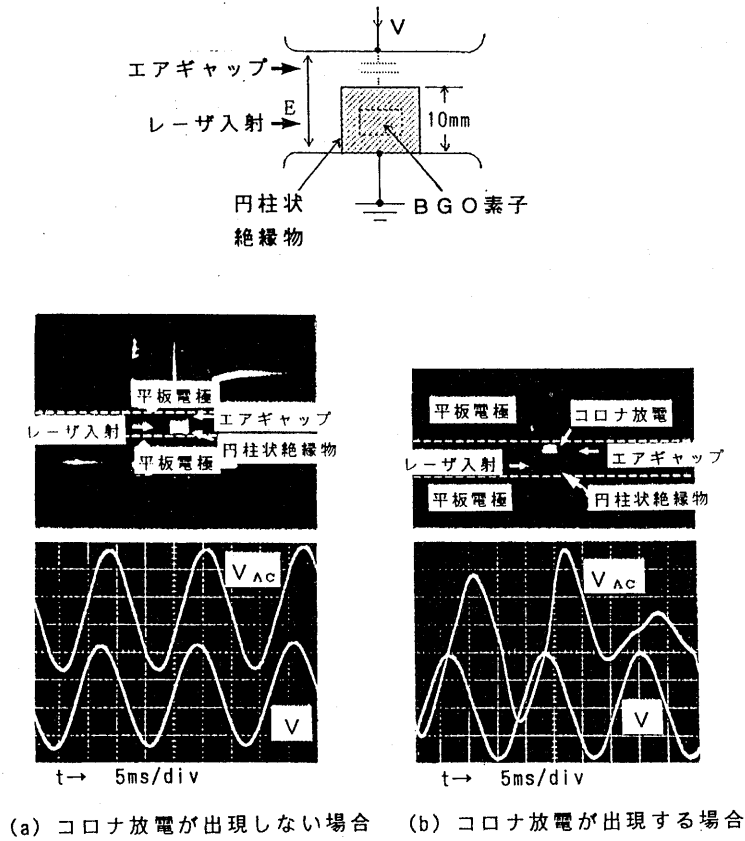 V
エアギャップ
E
レーザ入射
10mm
円柱状
絶縁物
BGO素子
平板電極
エアギャップ
レーザ入射
円柱状絶縁物
平板電極
VAC
V
t→ 5ms/div
(a) コロナ放電が出現しない場合
平板電極
コロナ放電
レーザ入射
エアギャップ
平板電極
円柱状絶縁物
VAC
V
t→ 5ms/div
(b) コロナ放電が出現する場合